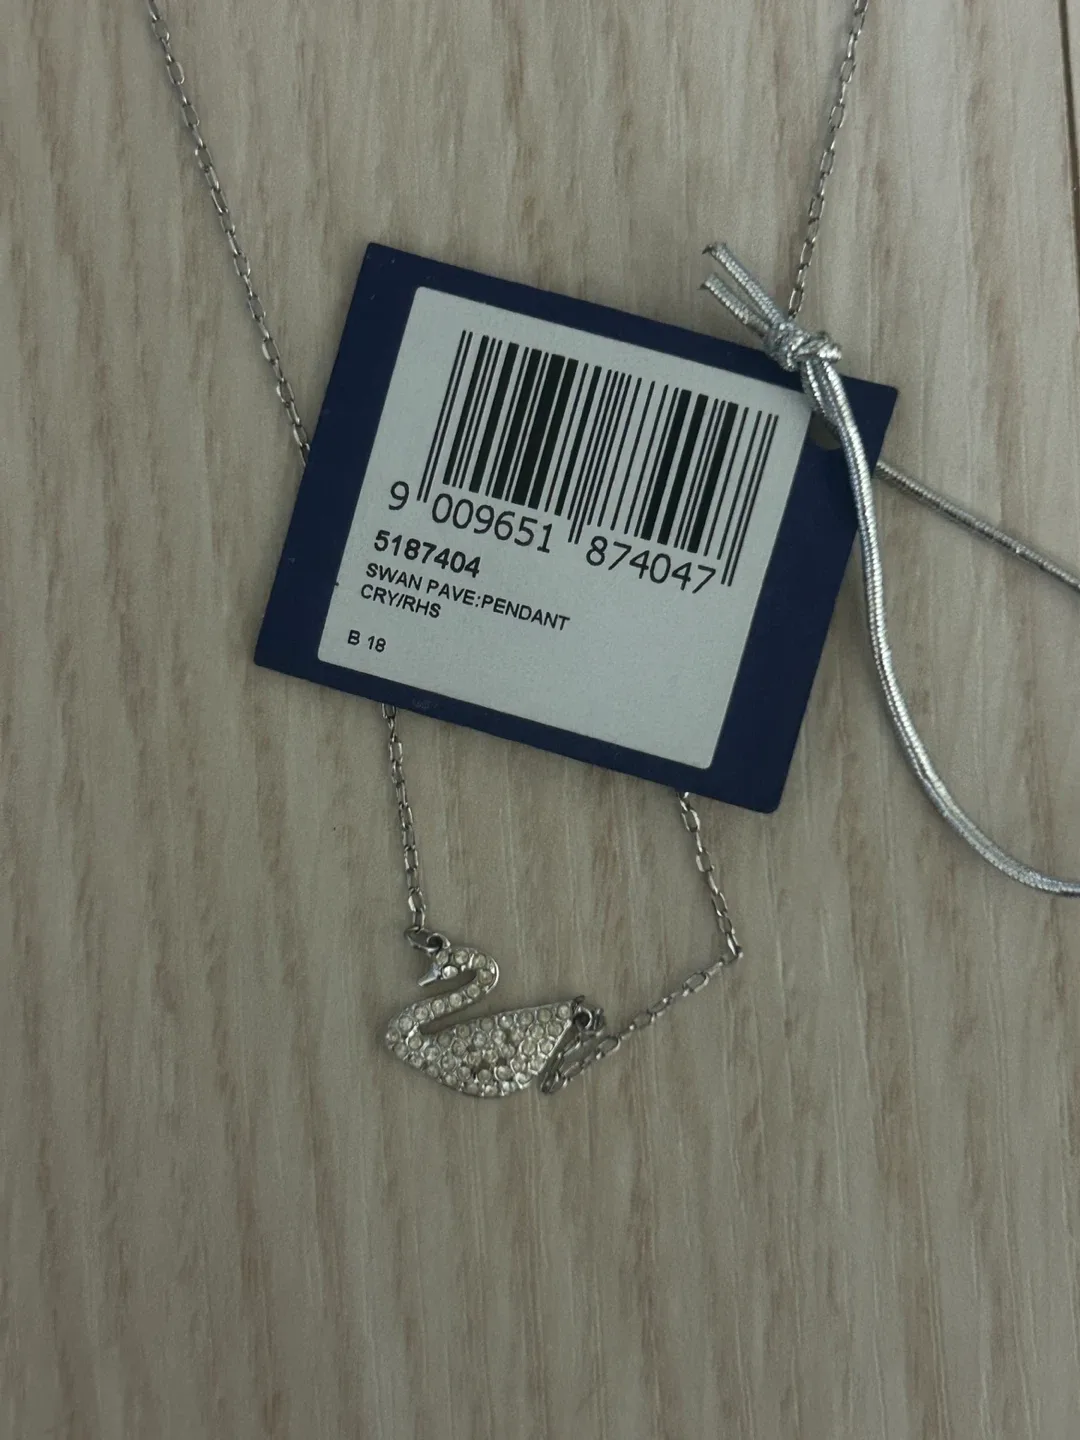 9 009651 874047
5187404
SWAN PAVE:PENDANT
CRY/RHS
B 18